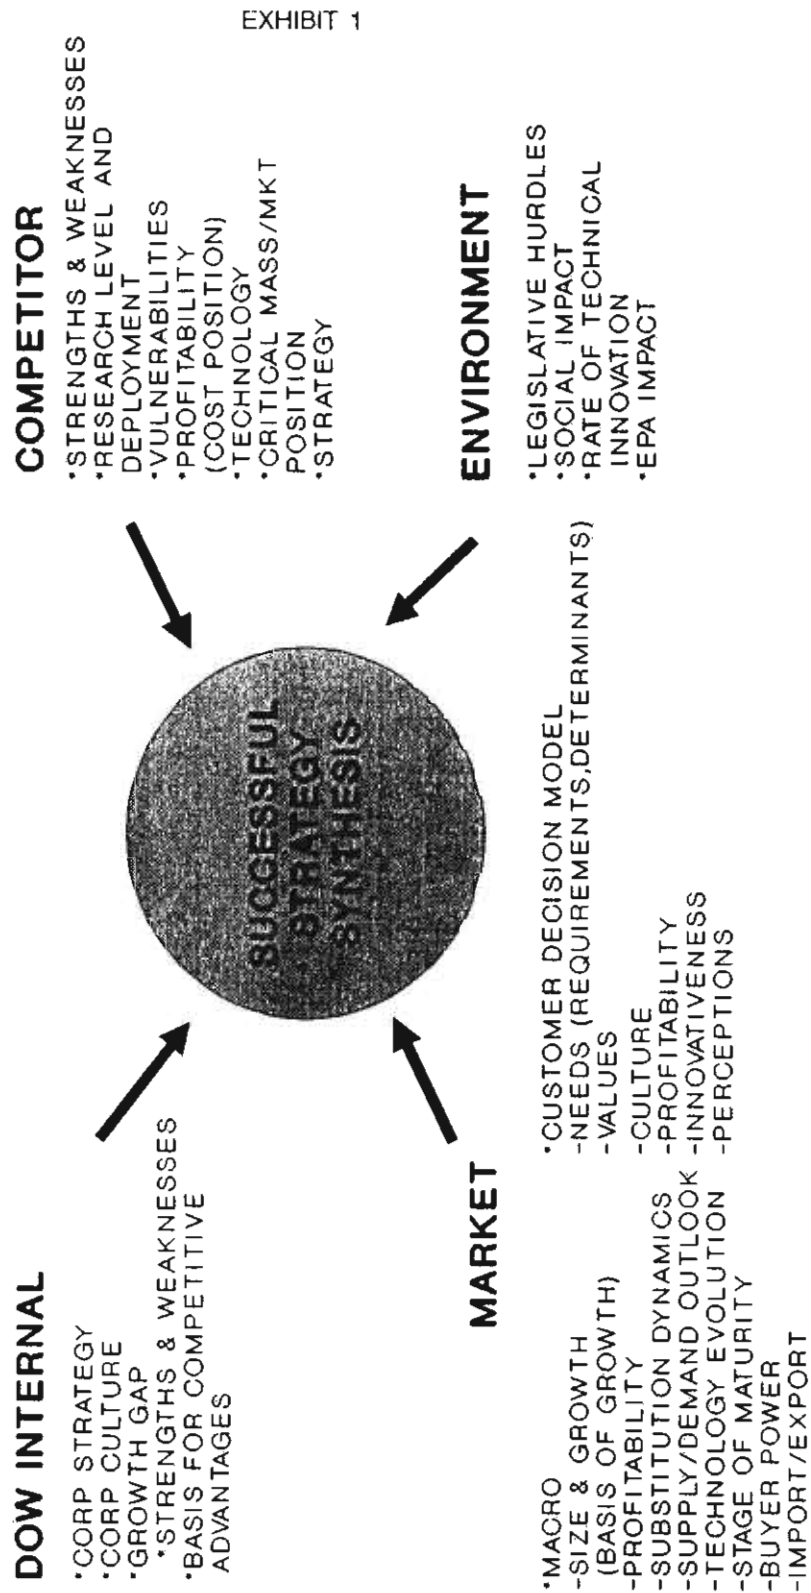 EXHIBIT 1
DOW INTERNAL
•CORP STRATEGY
•CORP CULTURE
•GROWTH GAP
•STRENGTHS & WEAKNESSES
•BASIS FOR COMPETITIVE
ADVANTAGES
COMPETITOR
•STRENGTHS & WEAKNESSES
•RESEARCH LEVEL AND
DEPLOYMENT
•VULNERABILITIES
•PROFITABILITY
(COST POSITION)
•TECHNOLOGY
•CRITICAL MASS/MKT
POSITION
•STRATEGY
SUCCESSFUL
STRATEGY
SYNTHESIS
MARKET
•MACRO
-SIZE & GROWTH
(BASIS OF GROWTH)
-PROFITABILITY
-SUBSTITUTION DYNAMICS
-SUPPLY/DEMAND OUTLOOK
-TECHNOLOGY EVOLUTION
-STAGE OF MATURITY
-BUYER POWER
-IMPORT/EXPORT
•CUSTOMER DECISION MODEL
-NEEDS (REQUIREMENTS,DETERMINANTS)
-VALUES
-CULTURE
-PROFITABILITY
-INNOVATIVENESS
-PERCEPTIONS
ENVIRONMENT
•LEGISLATIVE HURDLES
•SOCIAL IMPACT
•RATE OF TECHNICAL
INNOVATION
•EPA IMPACT